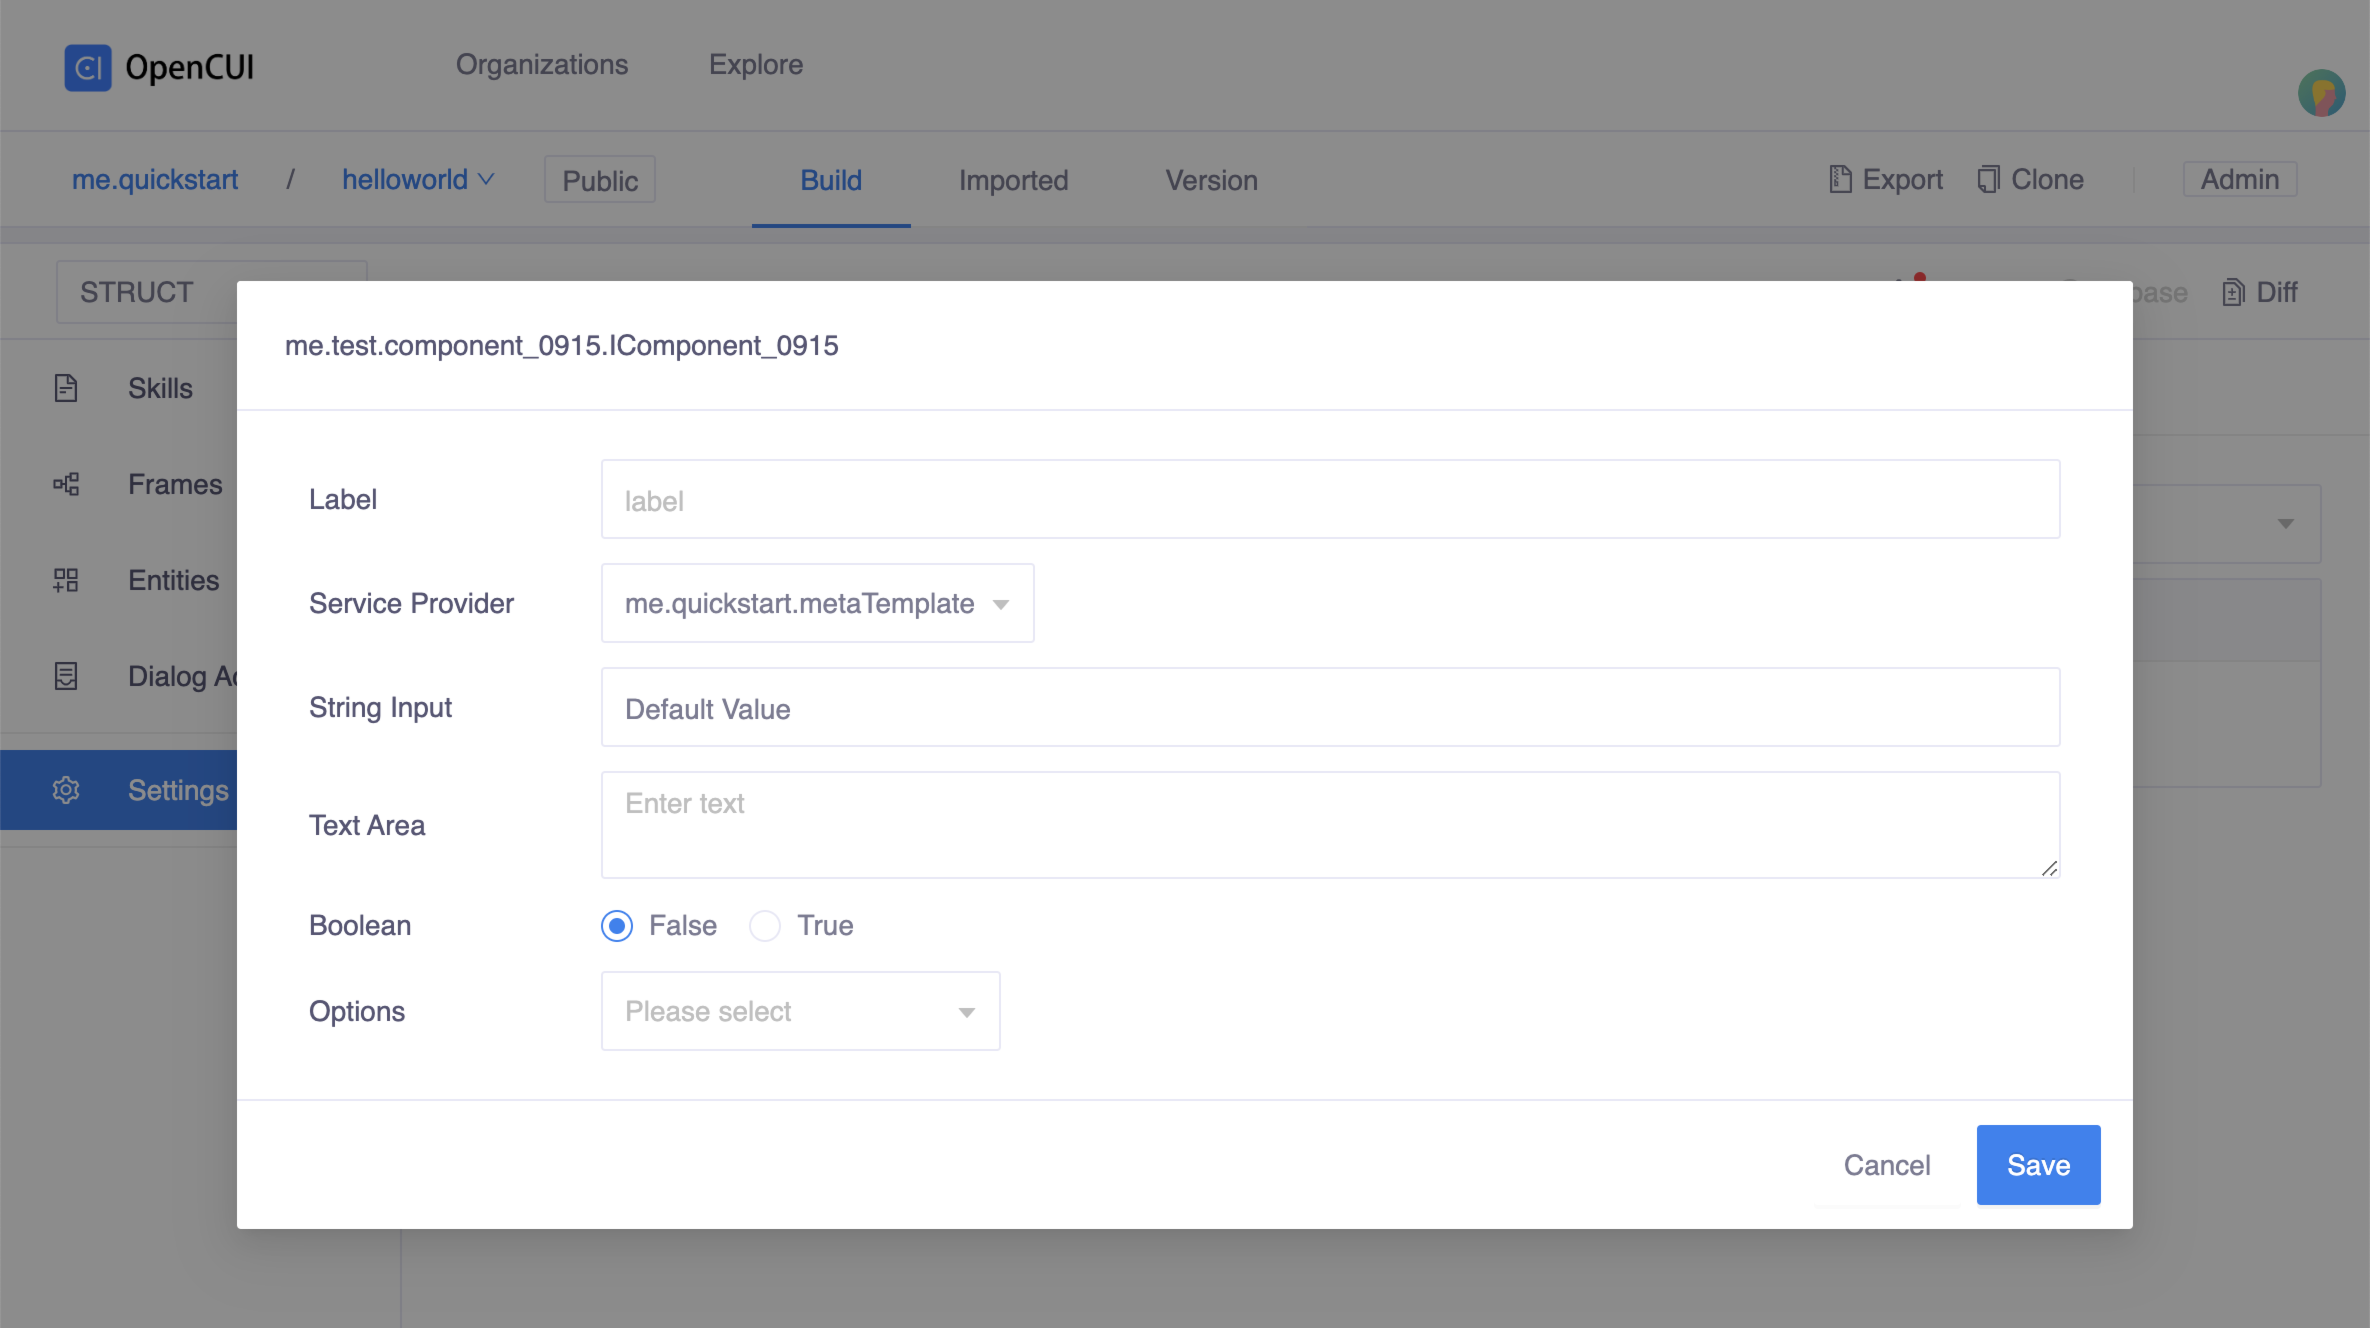 OpenCUI
Organizations
Explore
me.quickstart / helloworld
Public
Build
Imported
Version
Export
Clone
Admin
STRUCT
Diff
me.test.component_0915.IComponent_0915
Skills
Frames
Entities
Dialog
Settings
Label
label
Service Provider
me.quickstart.metaTemplate
String Input
Default Value
Text Area
Enter text
Boolean
False
True
Options
Please select
Cancel
Save